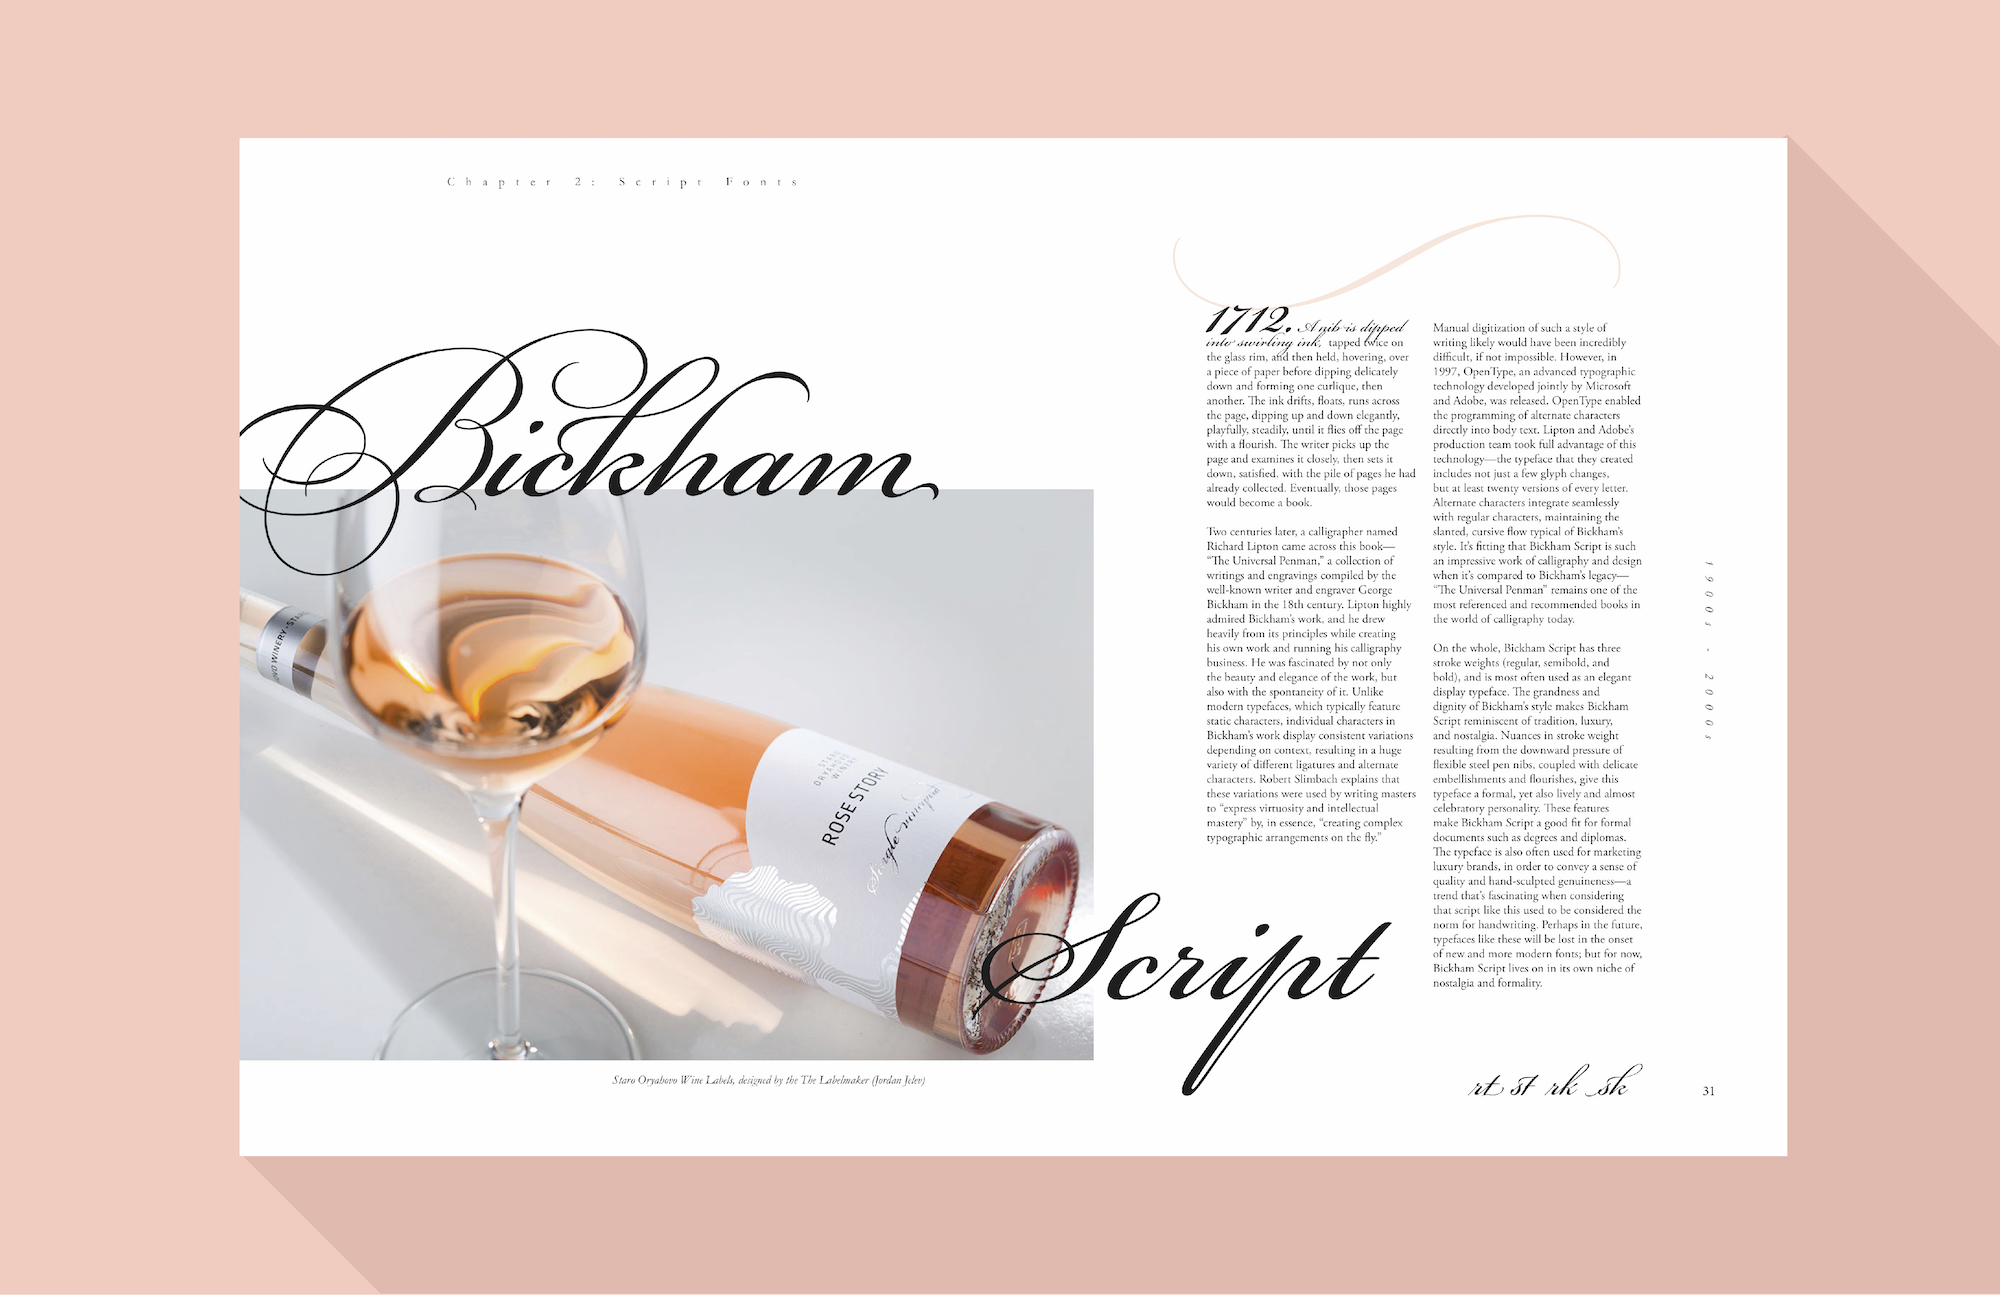 Chapter 2: Script Fonts
Bickham
Script
STARO
ORYAHOVO
WINERY
ROSE STORY
Single vineyard
Staro Oryahovo Wine Labels, designed by the The Labelmaker (Jordan Jelev)
1712. A nib is dipped
into swirling ink, tapped twice on
the glass rim, and then held, hovering, over
a piece of paper before dipping delicately
down and forming one curlique, then
another. The ink drifts, floats, runs across
the page, dipping up and down elegantly,
playfully, steadily, until it flies off the page
with a flourish. The writer picks up the
page and examines it closely, then sets it
down, satisfied, with the pile of pages he had
already collected. Eventually, those pages
would become a book.
Two centuries later, a calligrapher named
Richard Lipton came across this book—
“The Universal Penman,” a collection of
writings and engravings compiled by the
well-known writer and engraver George
Bickham in the 18th century. Lipton highly
admired Bickham’s work, and he drew
heavily from its principles while creating
his own work and running his calligraphy
business. He was fascinated by not only
the beauty and elegance of the work, but
also with the spontaneity of it. Unlike
modern typefaces, which typically feature
static characters, individual characters in
Bickham’s work display consistent variations
depending on context, resulting in a huge
variety of different ligatures and alternate
characters. Robert Slimbach explains that
these variations were used by writing masters
to “express virtuosity and intellectual
mastery” by, in essence, “creating complex
typographic arrangements on the fly.”
Manual digitization of such a style of
writing likely would have been incredibly
difficult, if not impossible. However, in
1997, OpenType, an advanced typographic
technology developed jointly by Microsoft
and Adobe, was released. OpenType enabled
the programming of alternate characters
directly into body text. Lipton and Adobe’s
production team took full advantage of this
technology—the typeface that they created
includes not just a few glyph changes,
but at least twenty versions of every letter.
Alternate characters integrate seamlessly
with regular characters, maintaining the
slanted, cursive flow typical of Bickham’s
style. It’s fitting that Bickham Script is such
an impressive work of calligraphy and design
when it’s compared to Bickham’s legacy—
“The Universal Penman” remains one of the
most referenced and recommended books in
the world of calligraphy today.
On the whole, Bickham Script has three
stroke weights (regular, semibold, and
bold), and is most often used as an elegant
display typeface. The grandness and
dignity of Bickham’s style makes Bickham
Script reminiscent of tradition, luxury,
and nostalgia. Nuances in stroke weight
resulting from the downward pressure of
flexible steel pen nibs, coupled with delicate
embellishments and flourishes, give this
typeface a formal, yet also lively and almost
celebratory personality. These features
make Bickham Script a good fit for formal
documents such as degrees and diplomas.
The typeface is also often used for marketing
luxury brands, in order to convey a sense of
quality and hand-sculpted genuineness—a
trend that’s fascinating when considering
that script like this used to be considered the
norm for handwriting. Perhaps in the future,
typefaces like these will be lost in the onset
of new and more modern fonts; but for now,
Bickham Script lives on in its own niche of
nostalgia and formality.
1900s - 2000s
rt st rk sk
31